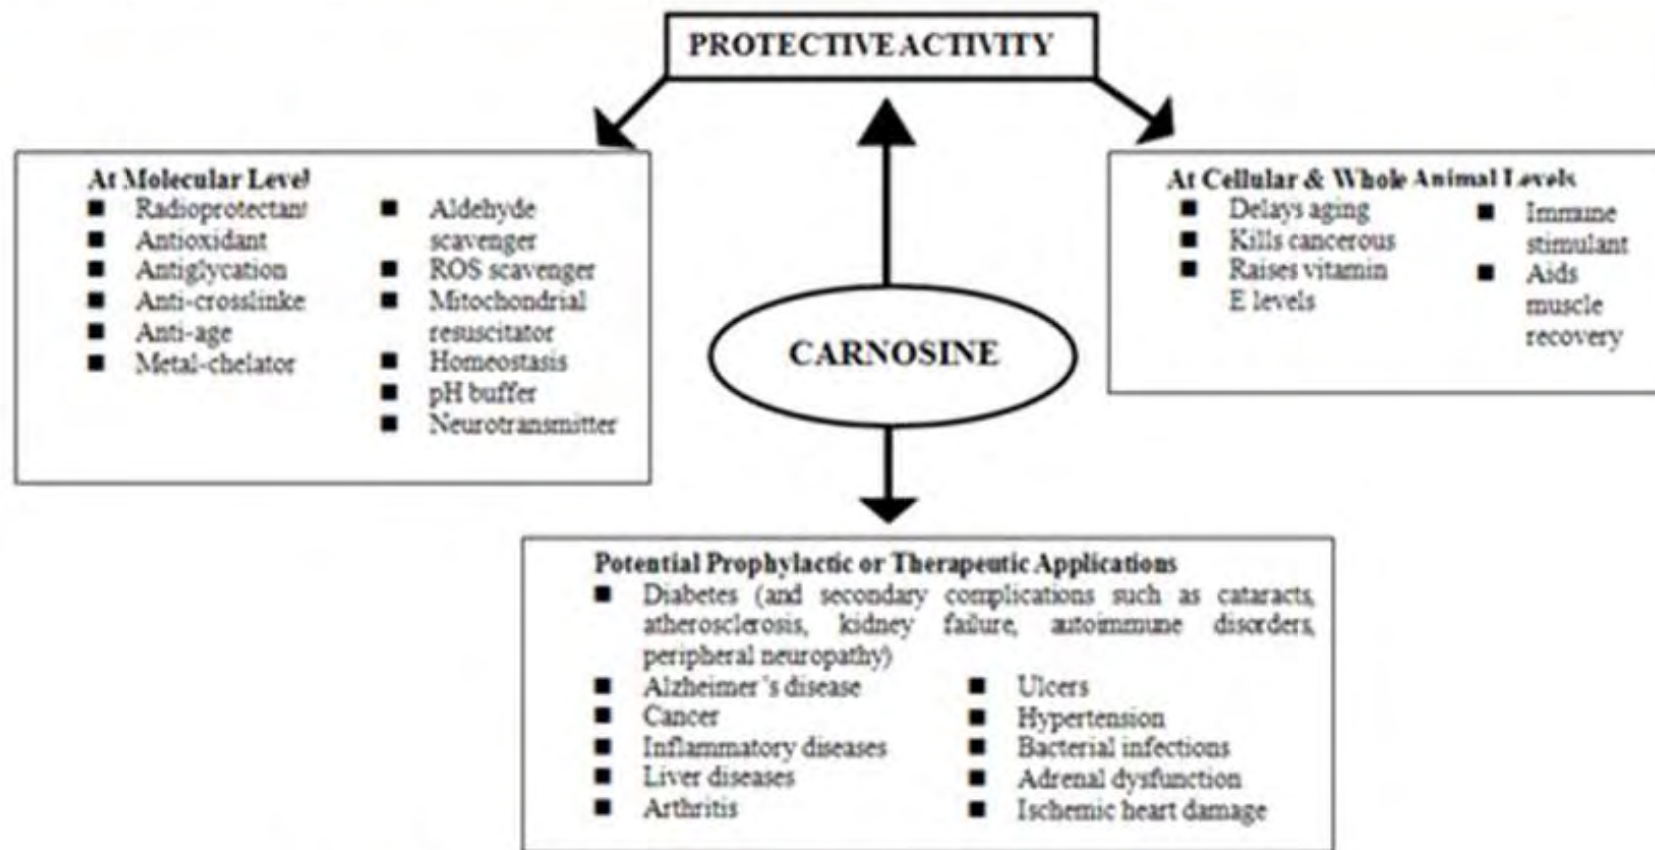 PROTECTIVE ACTIVITY
At Molecular Level
Radioprotectant
Antioxidant
Antiglycation
Anti-crosslinke
Anti-age
Metal-chelator
Aldehyde
scavenger
ROS scavenger
Mitochondrial
resuscitator
Homeostasis
pH buffer
Neurotransmitter
At Cellular & Whole Animal Levels
Delays aging
Kills cancerous
Raises vitamin
E levels
Immune
stimulant
Aids
muscle
recovery
CARNOSINE
Potential Prophylactic or Therapeutic Applications
Diabetes (and secondary complications such as cataracts,
atherosclerosis, kidney failure, autoimmune disorders,
peripheral neuropathy)
Alzheimer´s disease
Cancer
Inflammatory diseases
Liver diseases
Arthritis
Ulcers
Hypertension
Bacterial infections
Adrenal dysfunction
Ischemic heart damage